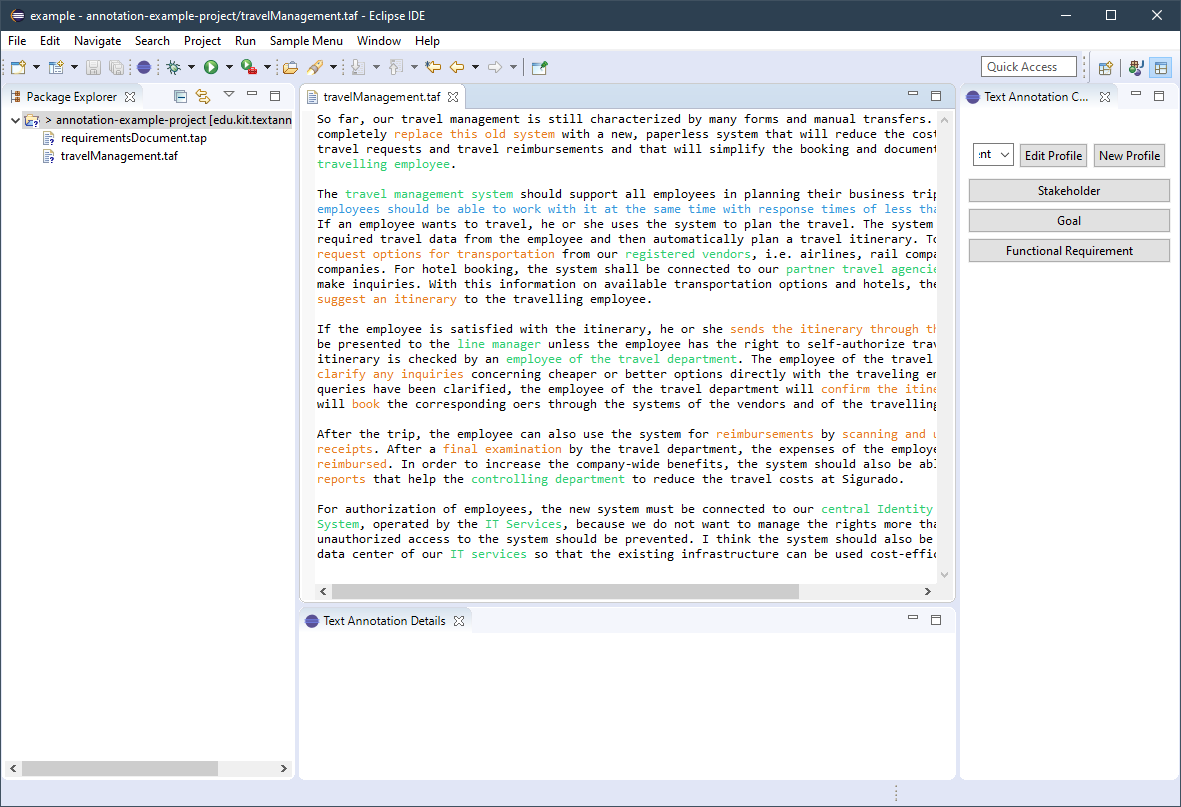 example - annotation-example-project/travelManagement.taf - Eclipse IDE
File Edit Navigate Search Project Run Sample Menu Window Help
Quick Access
Package Explorer
> annotation-example-project [edu.kit.textann
requirementsDocument.tap
travelManagement.taf
travelManagement.taf
So far, our travel management is still characterized by many forms and manual transfers.
completely replace this old system with a new, paperless system that will reduce the cost
travel requests and travel reimbursements and that will simplify the booking and document
travelling employee.
The travel management system should support all employees in planning their business trip
employees should be able to work with it at the same time with response times of less tha
If an employee wants to travel, he or she uses the system to plan the travel. The system
required travel data from the employee and then automatically plan a travel itinerary. To
request options for transportation from our registered vendors, i.e. airlines, rail compa
companies. For hotel booking, the system shall be connected to our partner travel agencie
make inquiries. With this information on available transportation options and hotels, the
suggest an itinerary to the travelling employee.
If the employee is satisfied with the itinerary, he or she sends the itinerary through th
be presented to the line manager unless the employee has the right to self-authorize trav
itinerary is checked by an employee of the travel department. The employee of the travel
clarify any inquiries concerning cheaper or better options directly with the traveling em
queries have been clarified, the employee of the travel department will confirm the itine
will book the corresponding oers through the systems of the vendors and of the travelling
After the trip, the employee can also use the system for reimbursements by scanning and u
receipts. After a final examination by the travel department, the expenses of the employe
reimbursed. In order to increase the company-wide benefits, the system should also be abl
reports that help the controlling department to reduce the travel costs at Sigurado.
For authorization of employees, the new system must be connected to our central Identity
System, operated by the IT Services, because we do not want to manage the rights more tha
unauthorized access to the system should be prevented. I think the system should also be
data center of our IT services so that the existing infrastructure can be used cost-effic
Text Annotation Details
Text Annotation C...
nt
Edit Profile
New Profile
Stakeholder
Goal
Functional Requirement